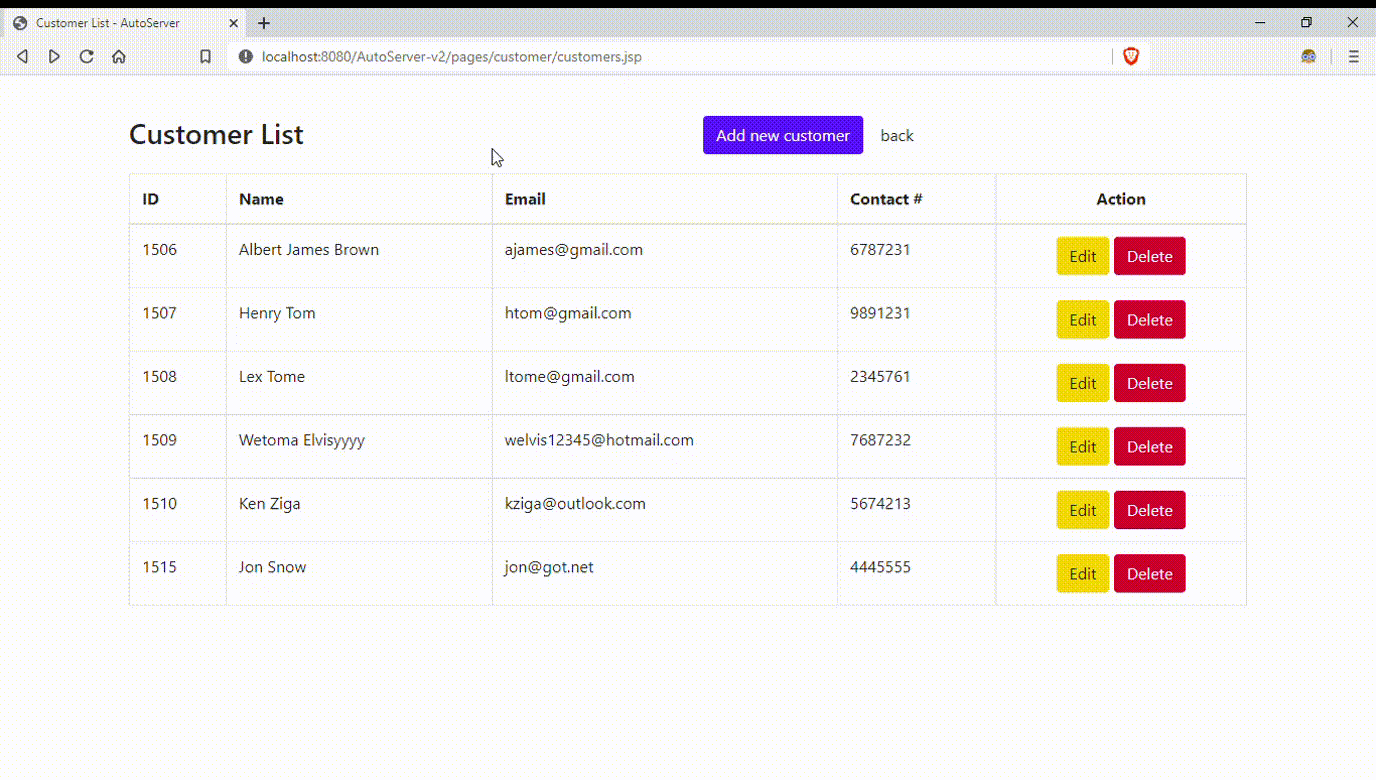 Customer List - AutoServer
localhost:8080/AutoServer-v2/pages/customer/customers.jsp
Customer List Add new customer back
ID Name Email Contact # Action
1506 Albert James Brown ajames@gmail.com 6787231 Edit Delete
1507 Henry Tom htom@gmail.com 9891231 Edit Delete
1508 Lex Tome ltome@gmail.com 2345761 Edit Delete
1509 Wetoma Elvisyyyy welvis12345@hotmail.com 7687232 Edit Delete
1510 Ken Ziga kziga@outlook.com 5674213 Edit Delete
1515 Jon Snow jon@got.net 4445555 Edit Delete